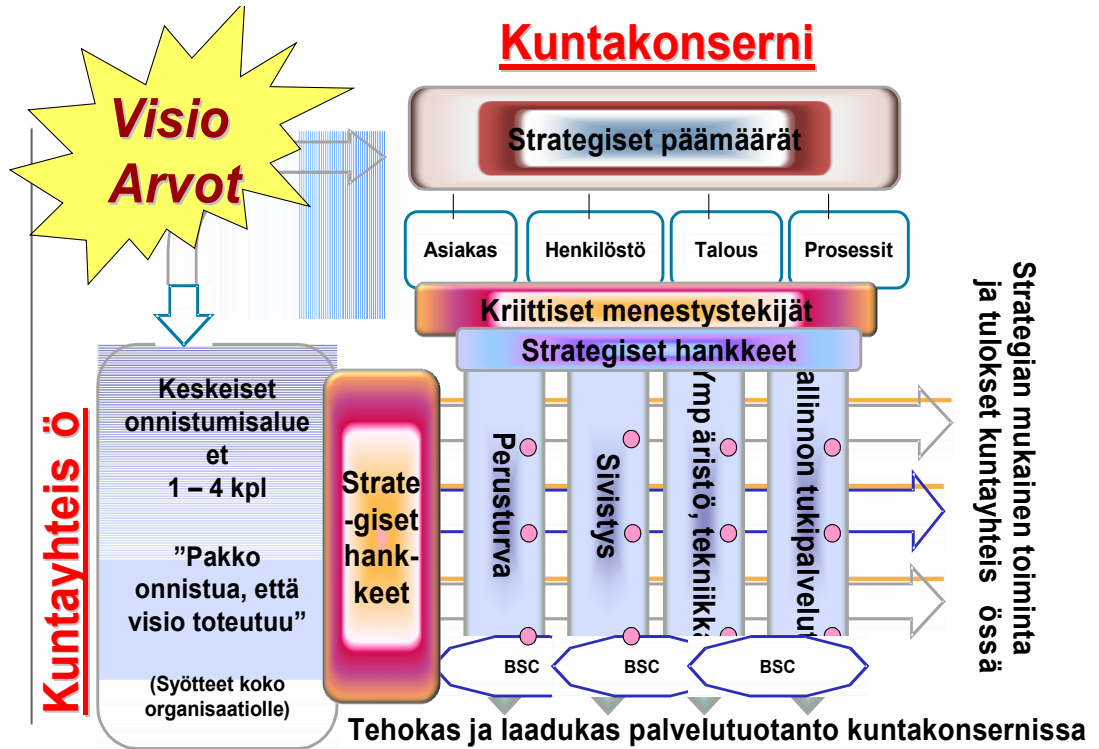 Kuntakonserni
Visio
Arvot
Strategiset päämäärät
Asiakas
Henkilöstö
Talous
Prosessit
Kriittiset menestystekijät
Strategiset hankkeet
Kuntayhteis ö
Keskeiset
onnistumisalue
et
1 – 4 kpl
”Pakko
onnistua, että
visio toteutuu”
(Syötteet koko
organisaatiolle)
Strate
-giset
hank-
keet
Perusturva
Sivistys
Ympäristö, tekniikka
allinnon tukipalvelut
BSC
BSC
BSC
Strategian mukainen toiminta
ja tulokset kuntayhteis össä
Tehokas ja laadukas palvelutuotanto kuntakonsernissa